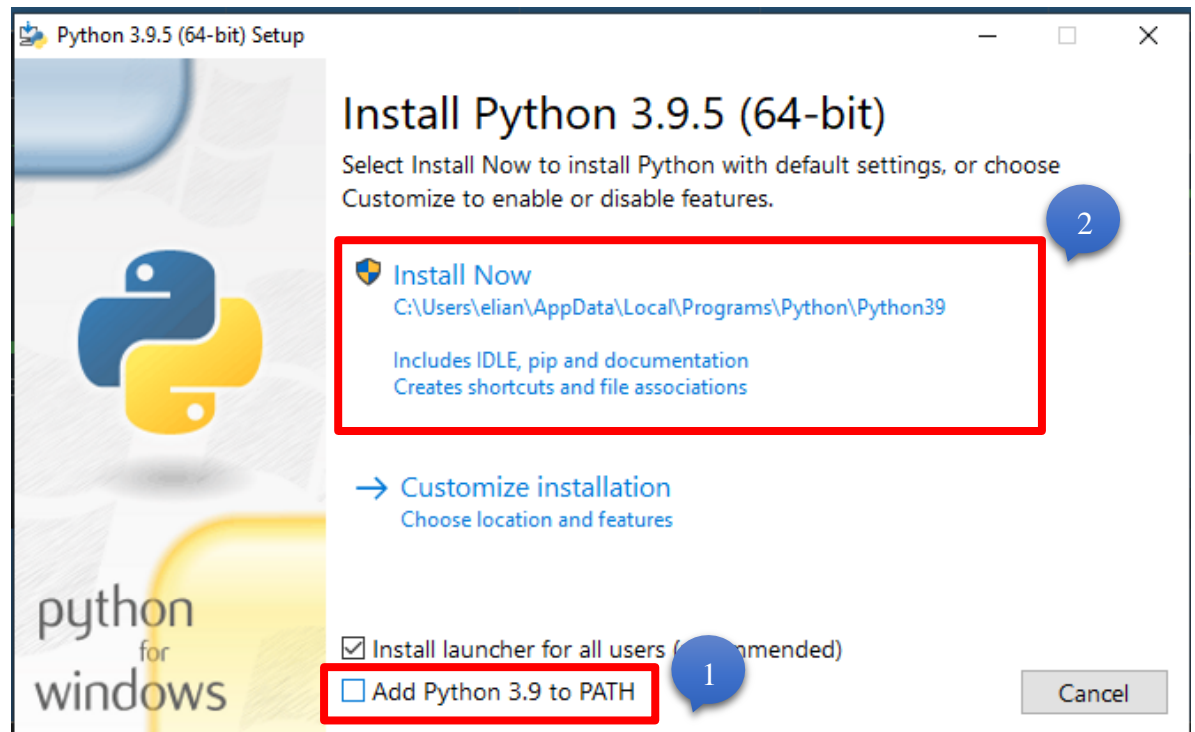 Python 3.9.5 (64-bit) Setup
Install Python 3.9.5 (64-bit)
Select Install Now to install Python with default settings, or choose
Customize to enable or disable features.
2
Install Now
C:\Users\elian\AppData\Local\Programs\Python\Python39
Includes IDLE, pip and documentation
Creates shortcuts and file associations
Customize installation
Choose location and features
python
for
windows
Install launcher for all users ( mmended)
1
Add Python 3.9 to PATH
Cancel